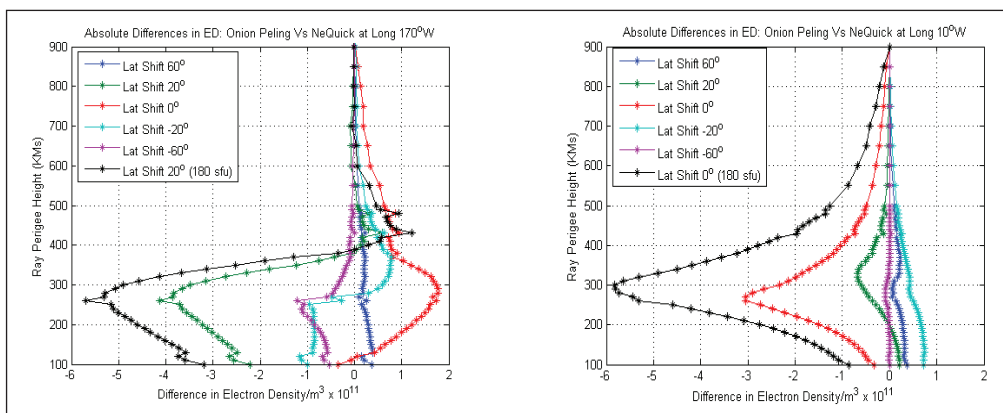 Absolute Differences in ED: Onion Peling Vs NeQuick at Long 170°W
900
800
700
600
500
400
300
200
100
Ray Perigee Height (KMs)
Lat Shift 60°
Lat Shift 20°
Lat Shift 0°
Lat Shift -20°
Lat Shift -60°
Lat Shift 20° (180 sfu)
-6 -5 -4 -3 -2 -1 0 1 2
Difference in Electron Density/m³ x 10¹¹
Absolute Differences in ED: Onion Peling Vs NeQuick at Long 10°W
900
800
700
600
500
400
300
200
100
Ray Perigee Height (KMs)
Lat Shift 60°
Lat Shift 20°
Lat Shift 0°
Lat Shift -20°
Lat Shift -60°
Lat Shift 0° (180 sfu)
-6 -5 -4 -3 -2 -1 0 1 2
Difference in Electron Density/m³ x 10¹¹